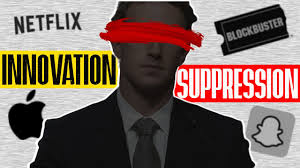 NETFLIX
BLOCKBUSTER
INNOVATION
SUPPRESSION